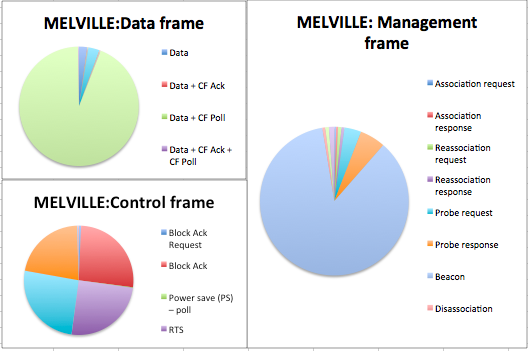 MELVILLE:Data frame
Data
Data + CF Ack
Data + CF Poll
Data + CF Ack +
CF Poll
MELVILLE:Control frame
Block Ack
Request
Block Ack
Power save (PS)
– poll
RTS
MELVILLE: Management
frame
Association request
Association
response
Reassociation
request
Reassociation
response
Probe request
Probe response
Beacon
Disassociation